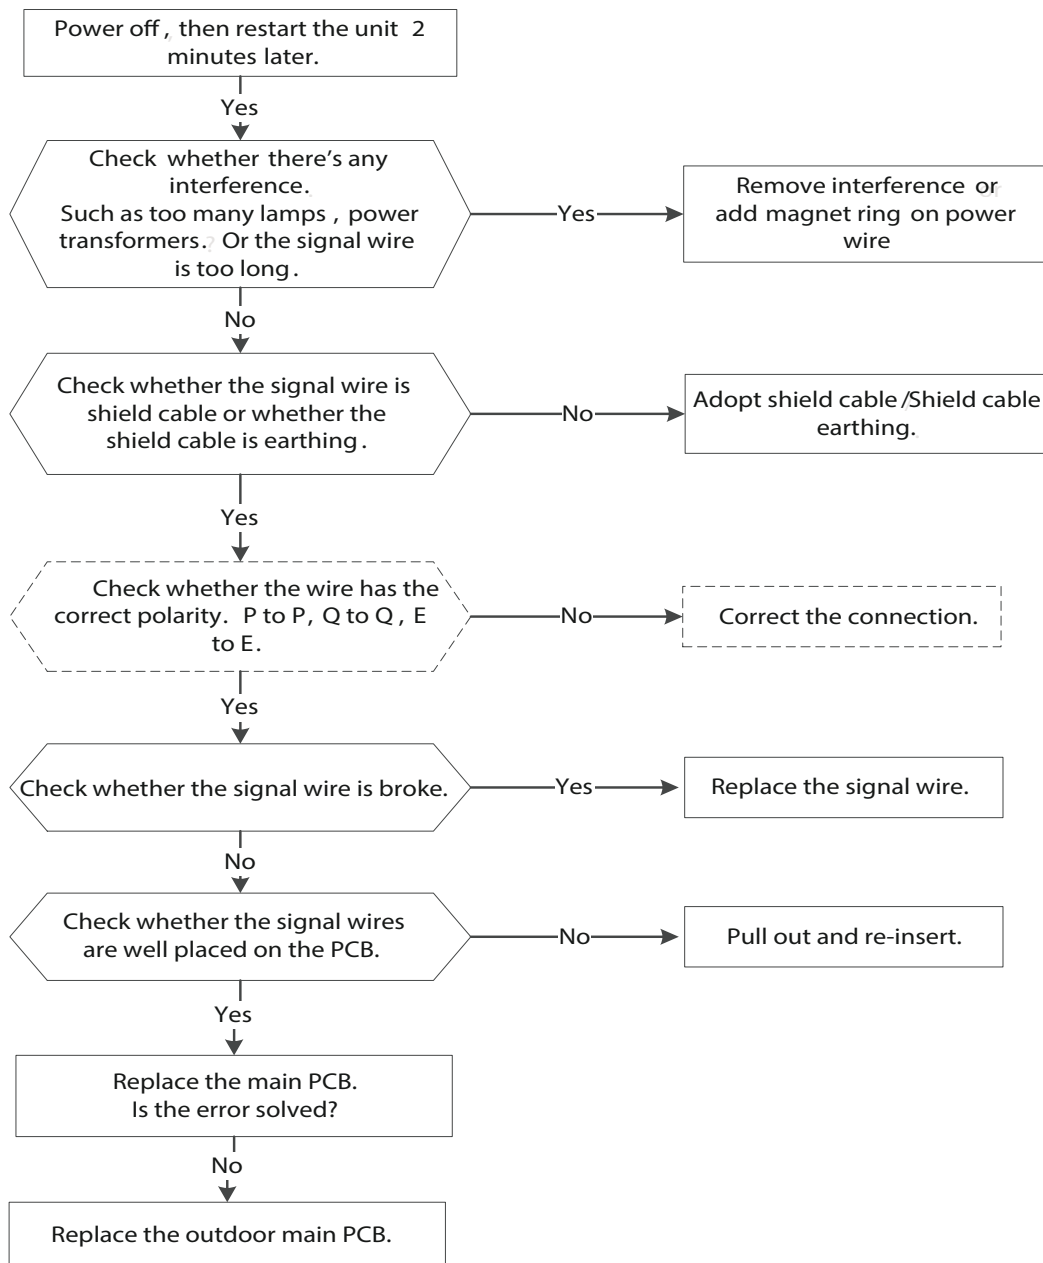 Power off , then restart the unit 2
minutes later.
Yes
Check whether there's any
interference.
Such as too many lamps , power
transformers.? Or the signal wire
is too long .
Yes
Remove interference or
add magnet ring on power
wire
No
Check whether the signal wire is
shield cable or whether the
shield cable is earthing .
No
Adopt shield cable /Shield cable
earthing.
Yes
Check whether the wire has the
correct polarity. P to P, Q to Q , E
to E.
No
Correct the connection.
Yes
Check whether the signal wire is broke.
Yes
Replace the signal wire.
No
Check whether the signal wires
are well placed on the PCB.
No
Pull out and re-insert.
Yes
Replace the main PCB.
Is the error solved?
No
Replace the outdoor main PCB.